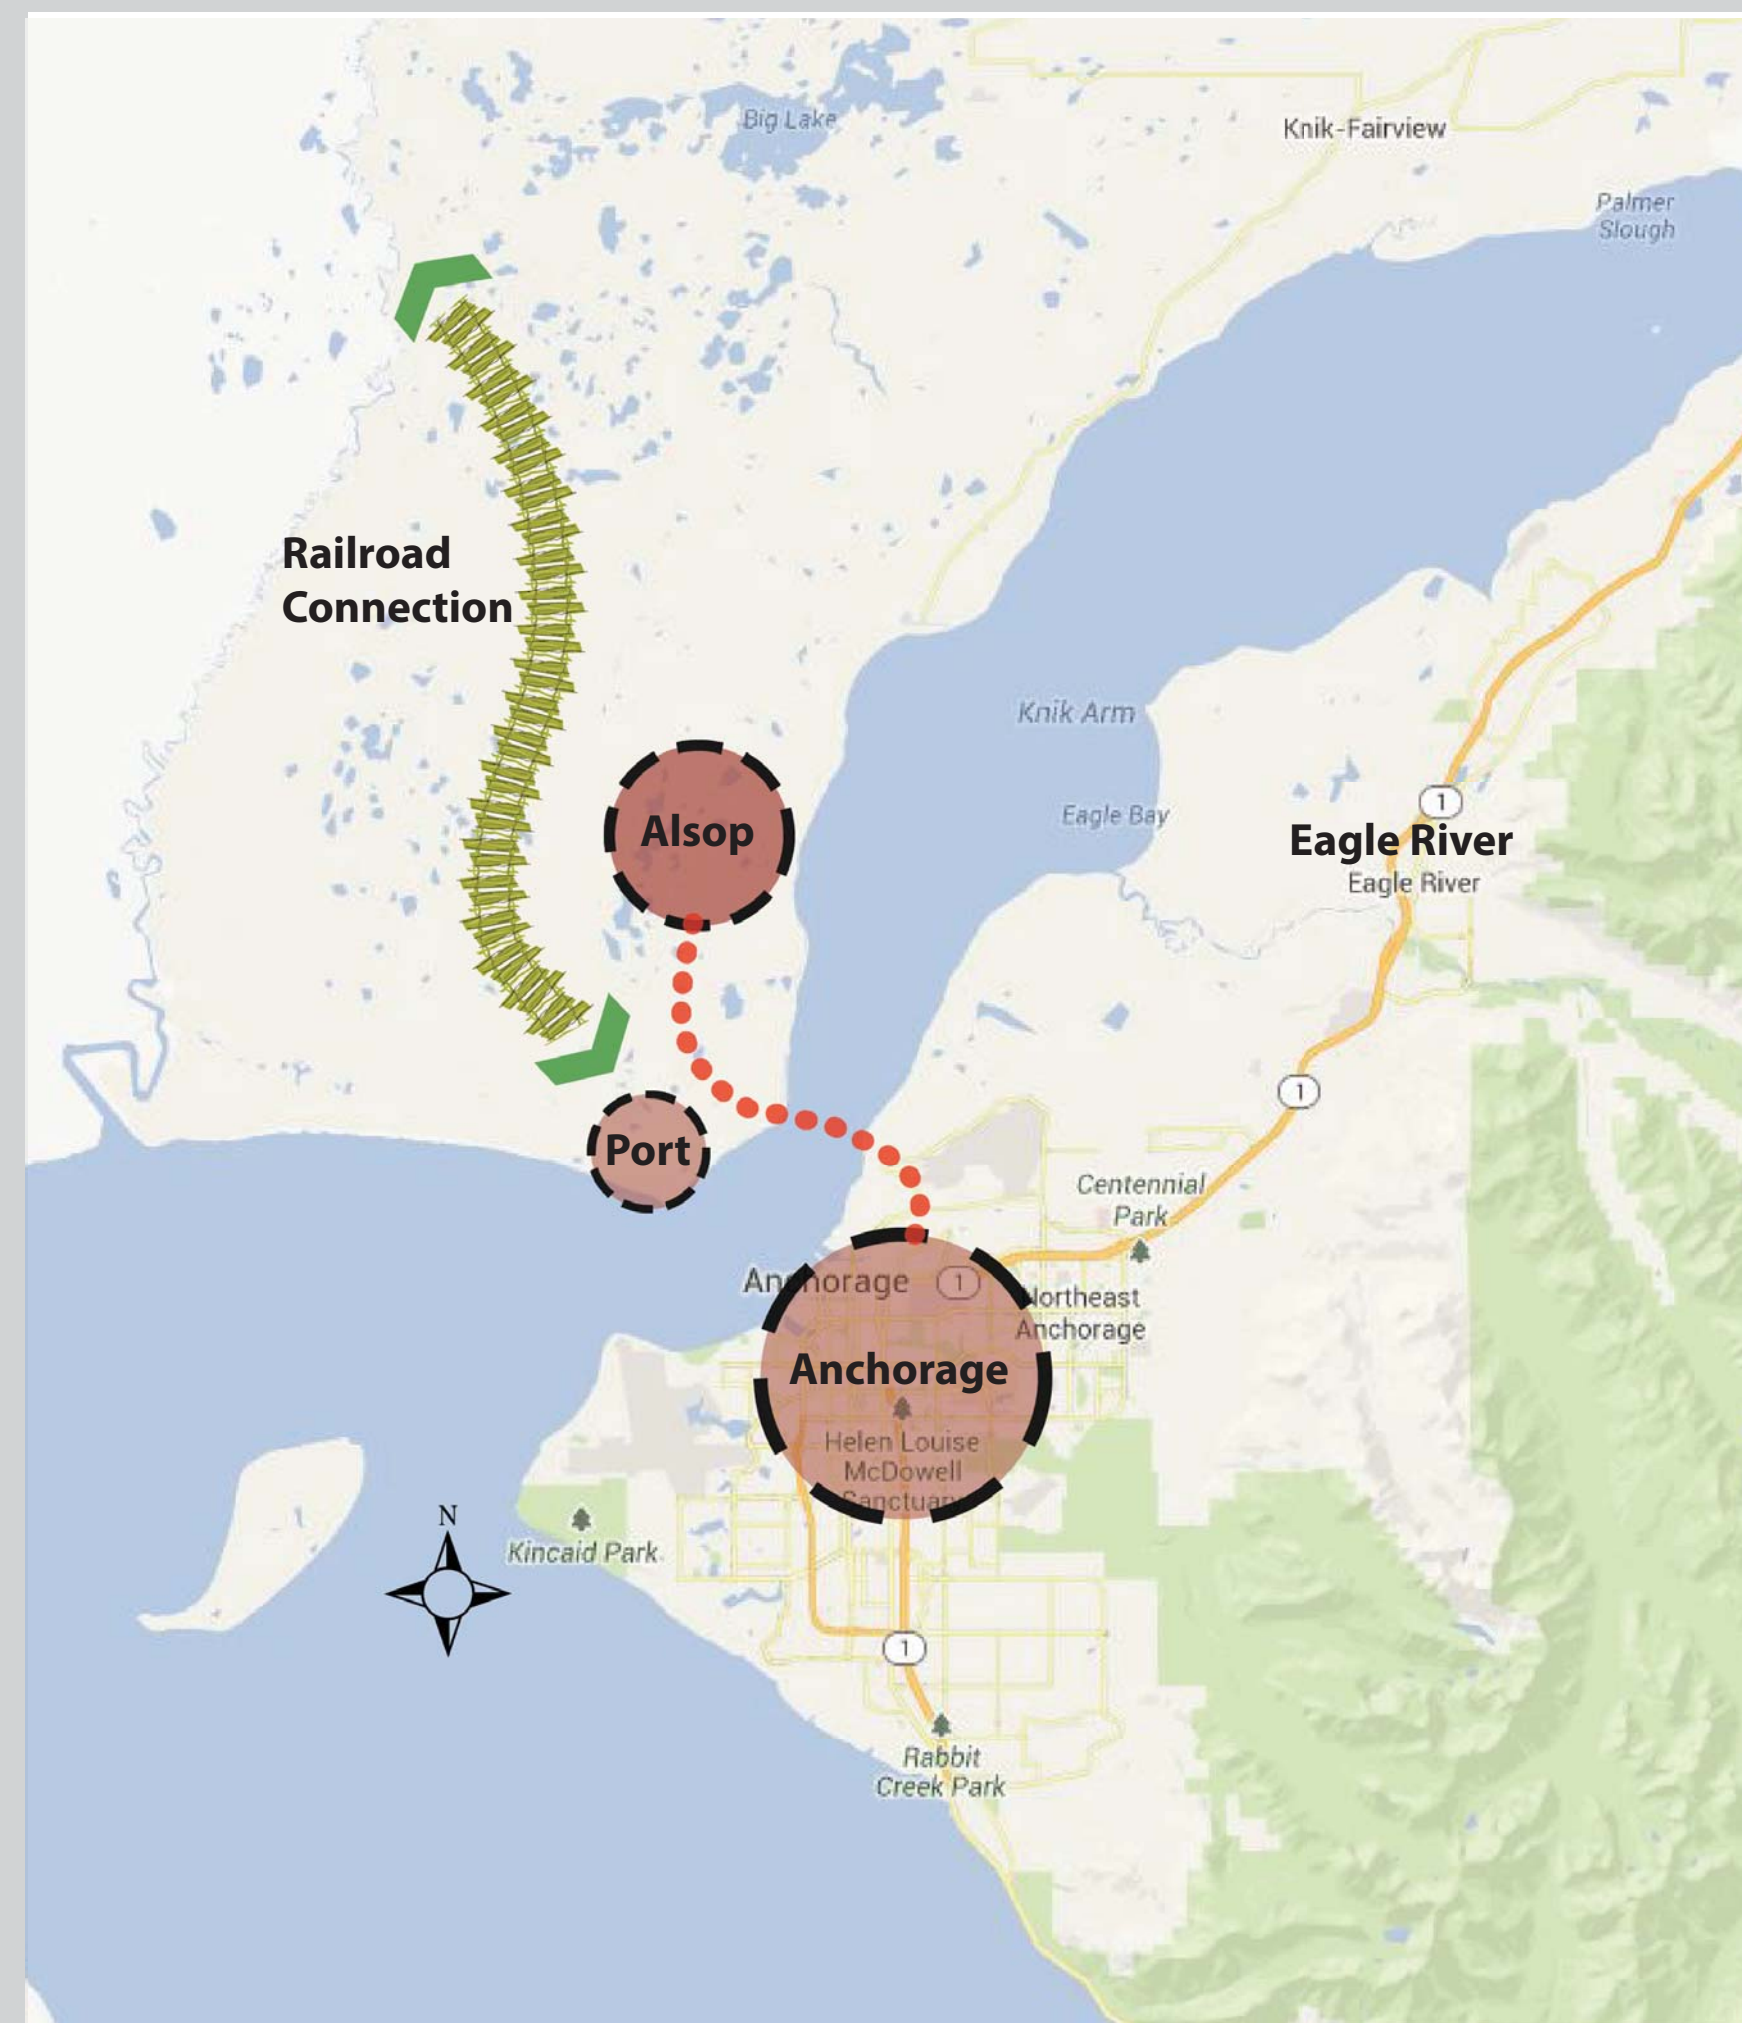 Big Lake
Knik-Fairview
Palmer
Slough
Railroad
Connection
Knik Arm
Alsop
Eagle Bay
1
Eagle River
Eagle River
1
Port
Centennial
Park
Anchorage
1
Northeast
Anchorage
Anchorage
Helen Louise
McDowell
Sanctuary
N
Kincaid Park
1
Rabbit
Creek Park